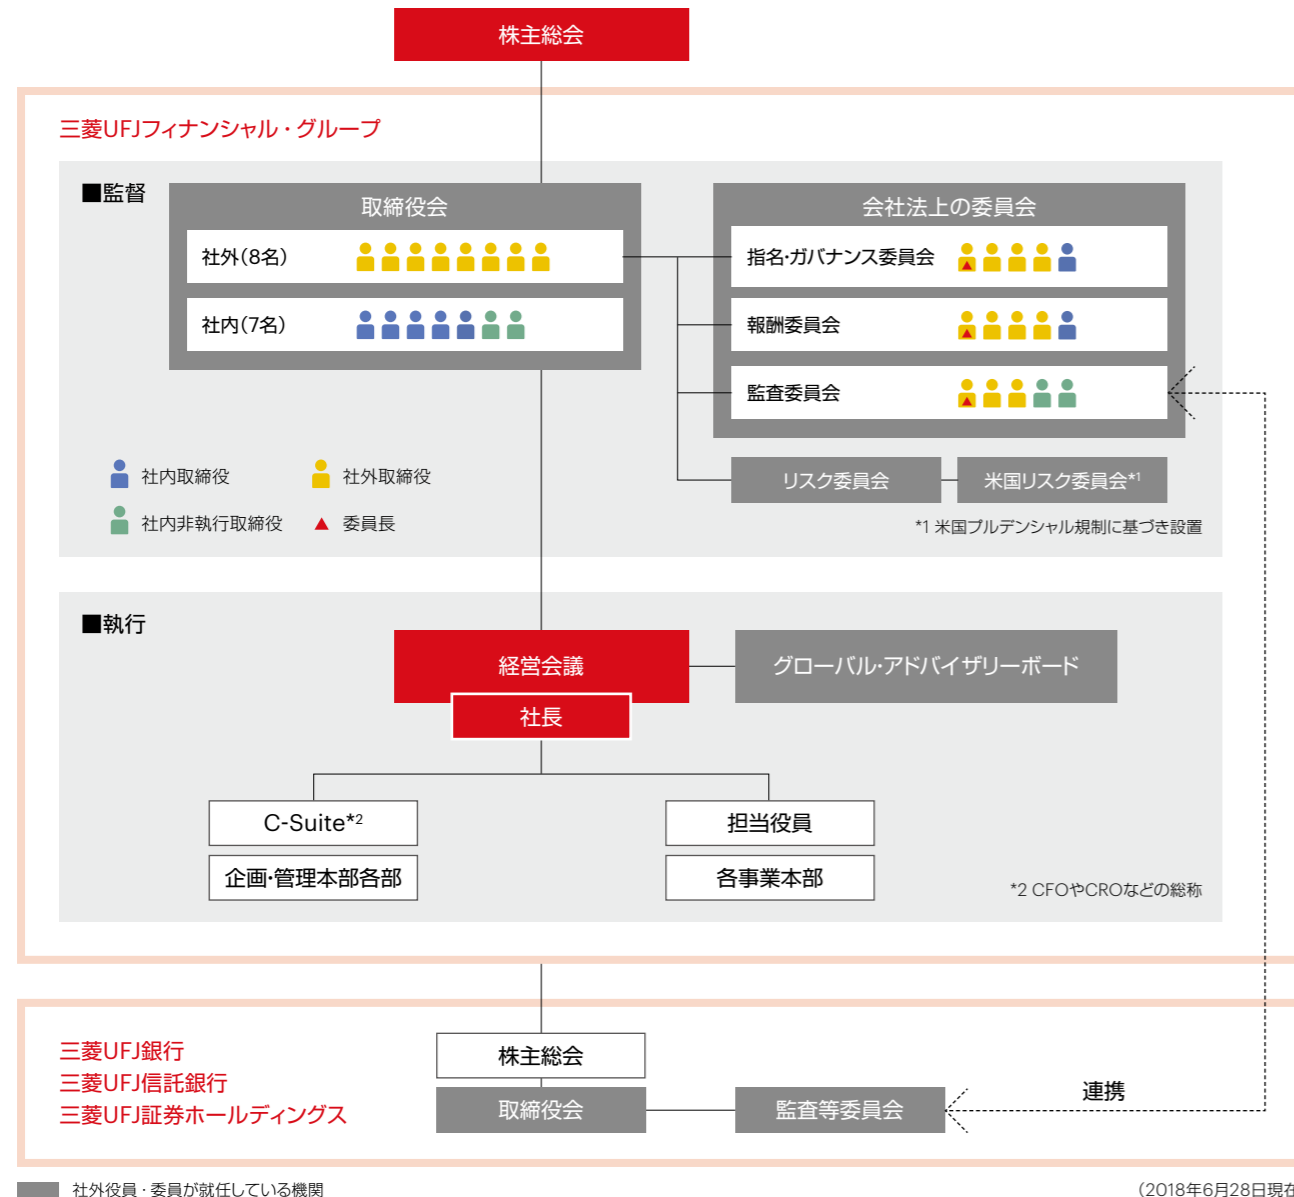 株主総会
三菱UFJフィナンシャル・グループ
■監督
取締役会
社外(8名)
社内(7名)
会社法上の委員会
指名・ガバナンス委員会
報酬委員会
監査委員会
リスク委員会
米国リスク委員会*1
社内取締役
社外取締役
社内非執行取締役
委員長
*1 米国プルデンシャル規制に基づき設置
■執行
経営会議
グローバル・アドバイザリーボード
社長
C-Suite*2
担当役員
企画・管理本部各部
各事業本部
*2 CFOやCROなどの総称
三菱UFJ銀行
三菱UFJ信託銀行
三菱UFJ証券ホールディングス
株主総会
取締役会
監査等委員会
連携
社外役員・委員が就任している機関
(2018年6月28日現在